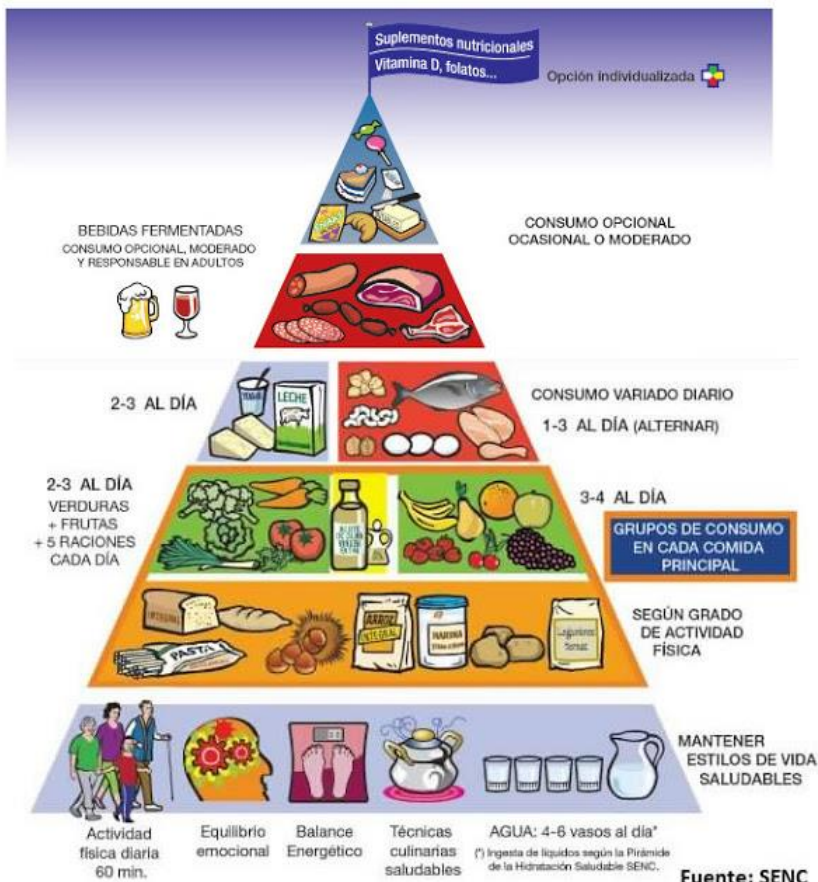 Suplementos nutricionales
Vitamina D, folatos...
Opción individualizada
BEBIDAS FERMENTADAS
CONSUMO OPCIONAL, MODERADO
Y RESPONSABLE EN ADULTOS
CONSUMO OPCIONAL
OCASIONAL O MODERADO
2-3 AL DÍA
YOGUR
LECHE
CONSUMO VARIADO DIARIO
1-3 AL DÍA (ALTERNAR)
2-3 AL DÍA
VERDURAS
+ FRUTAS
+ 5 RACIONES
CADA DÍA
ACEITE
DE OLIVA
VIRGEN
EXTRA
3-4 AL DÍA
GRUPOS DE CONSUMO
EN CADA COMIDA
PRINCIPAL
INTEGRAL
PASTA
ARROZ
INTEGRAL
HARINA
SEGÚN GRADO
DE ACTIVIDAD
FÍSICA
MANTENER
ESTILOS DE VIDA
SALUDABLES
Actividad
física diaria
60 min.
Equilibrio
emocional
Balance
Energético
Técnicas
culinarias
saludables
AGUA: 4-6 vasos al día*
(*) Ingesta de líquidos según la Pirámide
de la Hidratación Saludable SENC.
Fuente: SENC